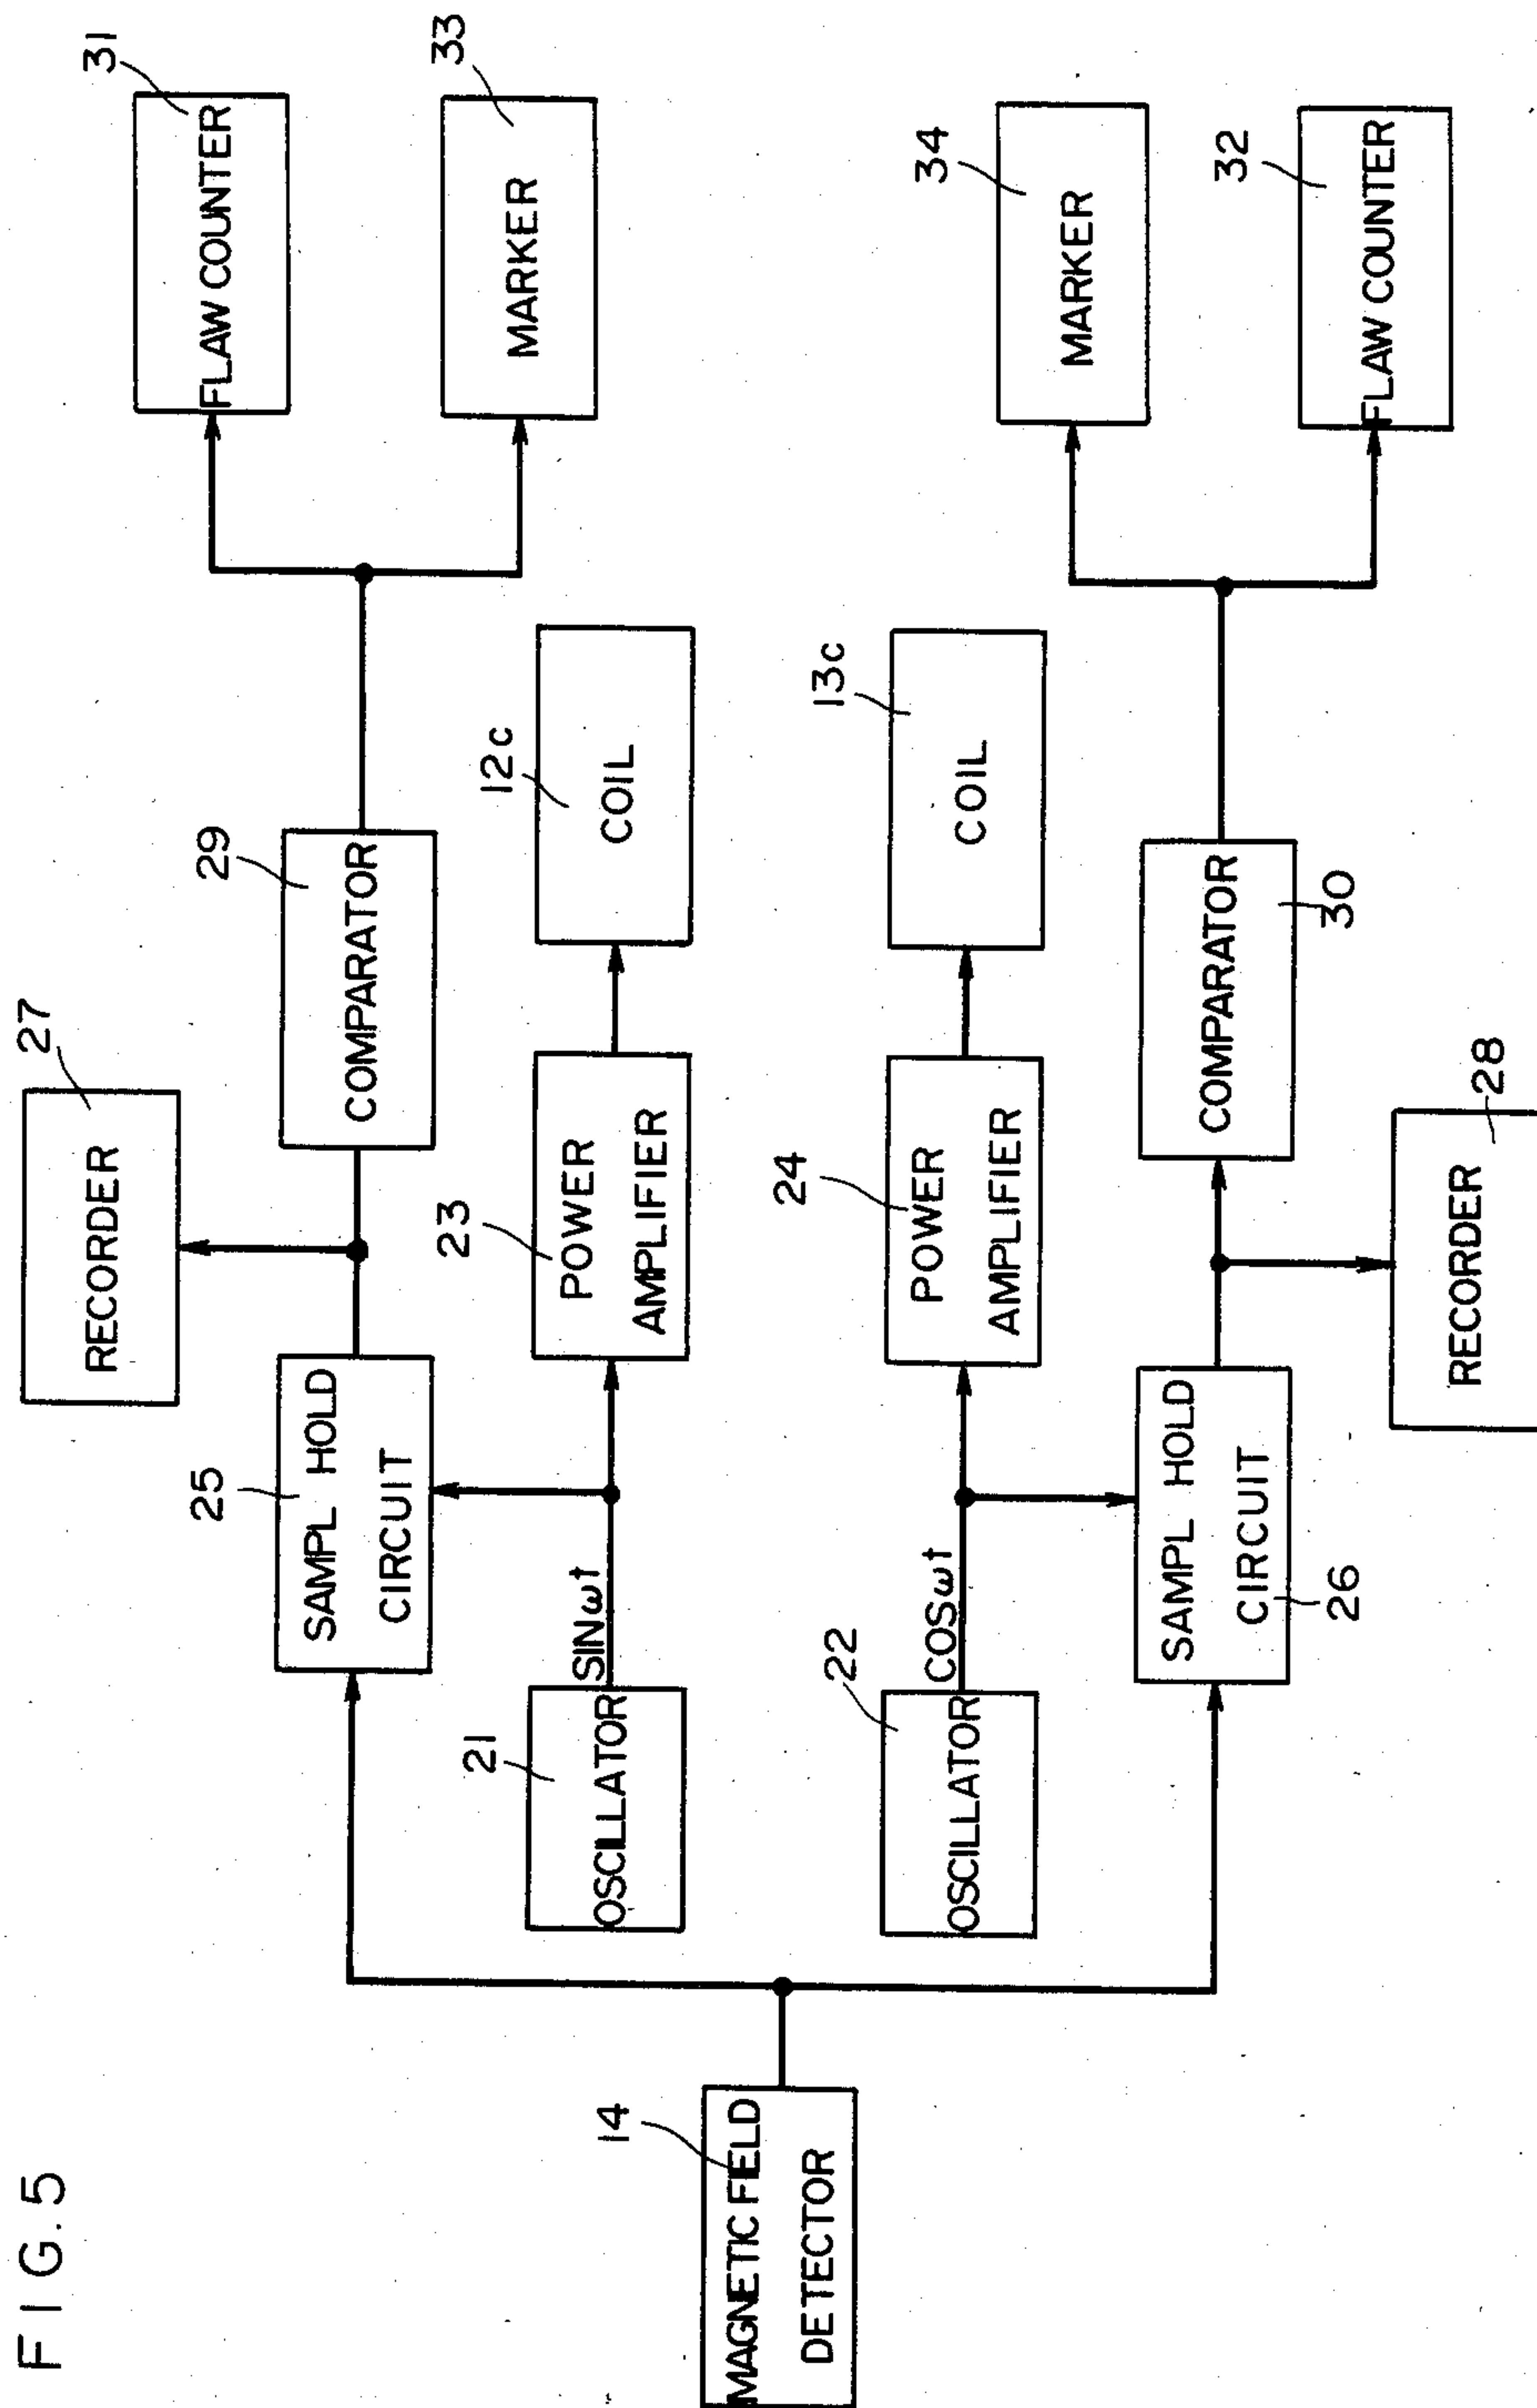 FIG. 5
27
RECORDER
31
FLAW COUNTER
25
SAMPL HOLD
CIRCUIT
29
COMPARATOR
33
MARKER
21
OSCILLATOR
SINωt
23
POWER
AMPLIFIER
12c
COIL
14
MAGNETIC FIELD
DETECTOR
22
OSCILLATOR
COSωt
24
POWER
AMPLIFIER
13c
COIL
34
MARKER
SAMPL HOLD
CIRCUIT
26
COMPARATOR
30
32
FLAW COUNTER
28
RECORDER